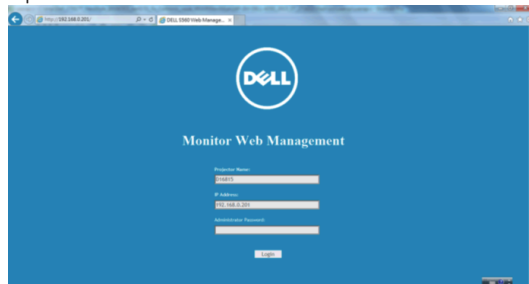 http://192.168.0.201/
DELL S560 Web Manage...
DELL
Monitor Web Management
Projector Name:
IP Address:
192.168.0.201
Administrator Password:
Login